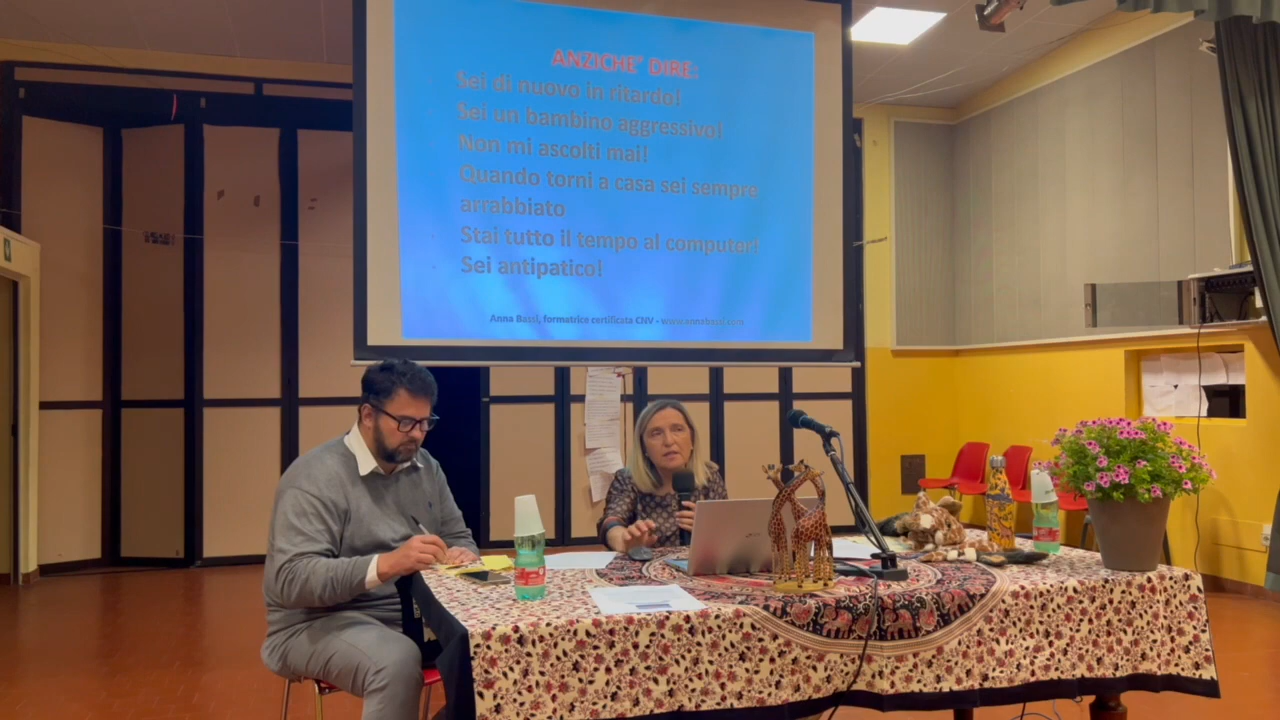 ANZICHE' DIRE:
Sei di nuovo in ritardo!
Sei un bambino aggressivo!
Non mi ascolti mai!
Quando torni a casa sei sempre
arrabbiato
Stai tutto il tempo al computer!
Sei antipatico!
Anna Bassi, formatrice certificata CNV - www.annabassi.com